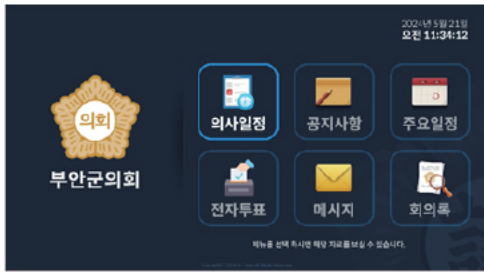 2024년 5월 21일
오전 11:34:12
의회
부안군의회
의사일정
공지사항
주요일정
전자투표
메시지
회의록
메뉴를 선택 하시면 해당 자료를 보실 수 있습니다.